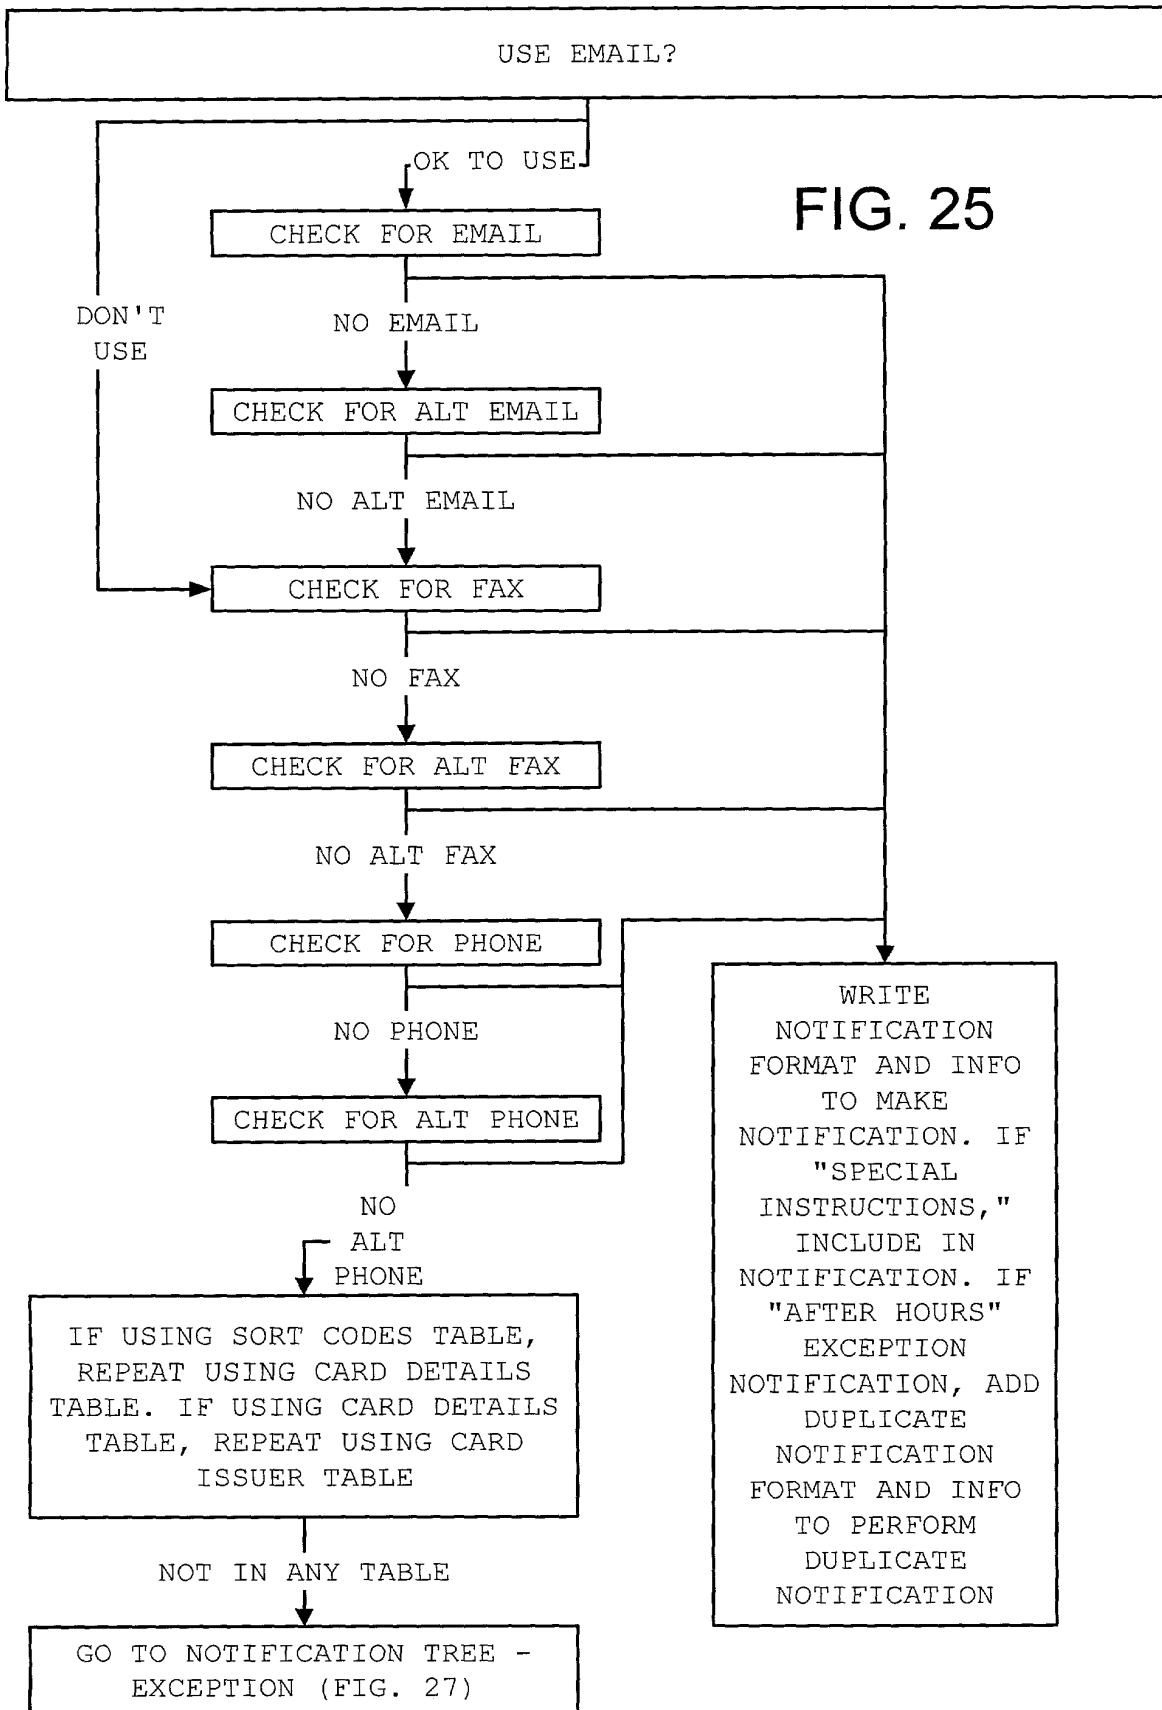 USE EMAIL?
OK TO USE
FIG. 25
CHECK FOR EMAIL
DON'T
USE
NO EMAIL
CHECK FOR ALT EMAIL
NO ALT EMAIL
CHECK FOR FAX
NO FAX
CHECK FOR ALT FAX
NO ALT FAX
CHECK FOR PHONE
NO PHONE
CHECK FOR ALT PHONE
NO
ALT
PHONE
IF USING SORT CODES TABLE,
REPEAT USING CARD DETAILS
TABLE. IF USING CARD DETAILS
TABLE, REPEAT USING CARD
ISSUER TABLE
NOT IN ANY TABLE
GO TO NOTIFICATION TREE -
EXCEPTION (FIG. 27)
WRITE
NOTIFICATION
FORMAT AND INFO
TO MAKE
NOTIFICATION. IF
"SPECIAL
INSTRUCTIONS,"
INCLUDE IN
NOTIFICATION. IF
"AFTER HOURS"
EXCEPTION
NOTIFICATION, ADD
DUPLICATE
NOTIFICATION
FORMAT AND INFO
TO PERFORM
DUPLICATE
NOTIFICATION